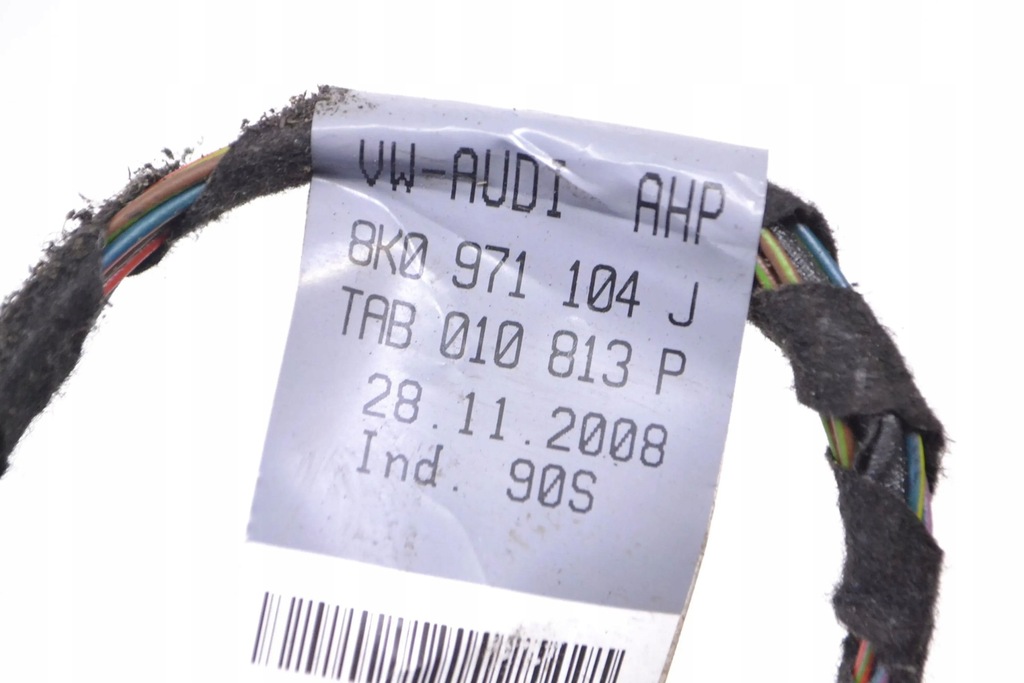 VW-AUDI AHP
8K0 971 104 J
TAB 010 813 P
28.11.2008
Ind. 90S